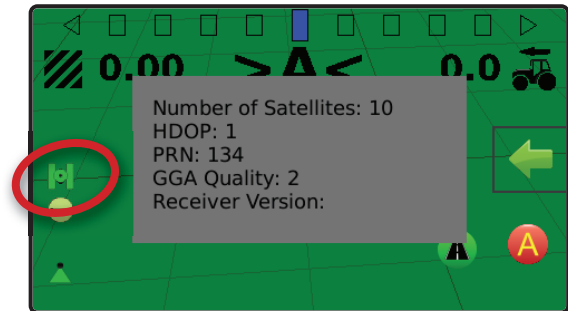 0.00 >A< 0.0
Number of Satellites: 10
HDOP: 1
PRN: 134
GGA Quality: 2
Receiver Version:
A
A